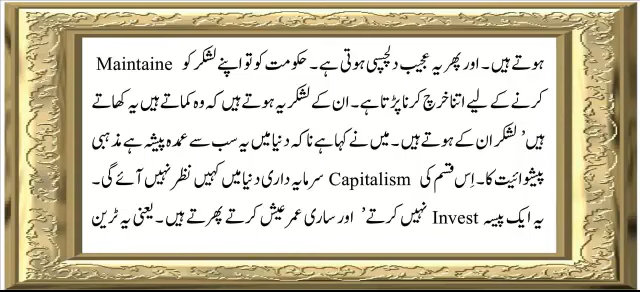 ہوتے ہیں۔ اور پھر یہ عجیب دلچسپی ہوتی ہے۔ حکومت کو تو اپنے لشکر کو Maintaine
کرنے کے لیے اتنا خرچ کرنا پڑتا ہے۔ ان کے لشکر یہ ہوتے ہیں کہ وہ کماتے ہیں یہ کھاتے
ہیں’ لشکر ان کے ہوتے ہیں۔ میں نے کہا ہے ناکہ دنیا میں یہ سب سے عمدہ پیشہ ہے مذہبی
پیشوائیت کا۔ اِس قسم کی Capitalism سرمایہ داری دنیا میں کہیں نظر نہیں آئے گی۔
یہ ایک پیسہ Invest نہیں کرتے’ اور ساری عمر عیش کرتے پھرتے ہیں۔ یعنی یہ ٹرین